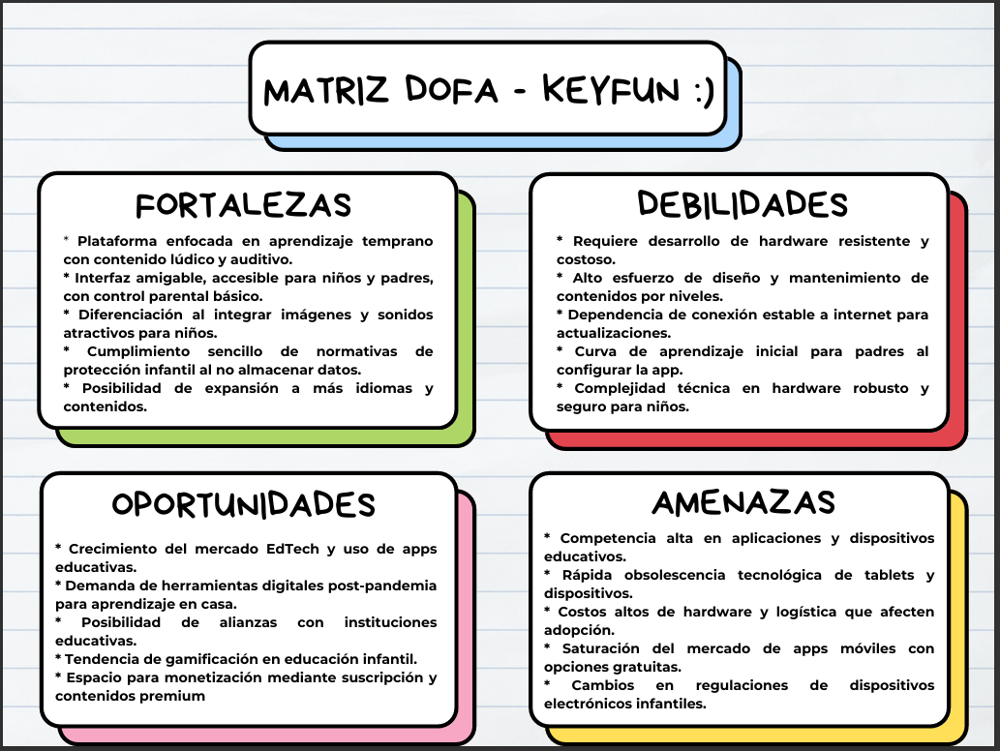 MATRIZ DOFA - KEYFUN :)
FORTALEZAS
* Plataforma enfocada en aprendizaje temprano
con contenido lúdico y auditivo.
* Interfaz amigable, accesible para niños y padres,
con control parental básico.
* Diferenciación al integrar imágenes y sonidos
atractivos para niños.
* Cumplimiento sencillo de normativas de
protección infantil al no almacenar datos.
* Posibilidad de expansión a más idiomas y
contenidos.
DEBILIDADES
* Requiere desarrollo de hardware resistente y
costoso.
* Alto esfuerzo de diseño y mantenimiento de
contenidos por niveles.
* Dependencia de conexión estable a internet para
actualizaciones.
* Curva de aprendizaje inicial para padres al
configurar la app.
* Complejidad técnica en hardware robusto y
seguro para niños.
OPORTUNIDADES
* Crecimiento del mercado EdTech y uso de apps
educativas.
* Demanda de herramientas digitales post-pandemia
para aprendizaje en casa.
* Posibilidad de alianzas con instituciones
educativas.
* Tendencia de gamificación en educación infantil.
* Espacio para monetización mediante suscripción y
contenidos premium
AMENAZAS
* Competencia alta en aplicaciones y dispositivos
educativos.
* Rápida obsolescencia tecnológica de tablets y
dispositivos.
* Costos altos de hardware y logística que afecten
adopción.
* Saturación del mercado de apps móviles con
opciones gratuitas.
* Cambios en regulaciones de dispositivos
electrónicos infantiles.